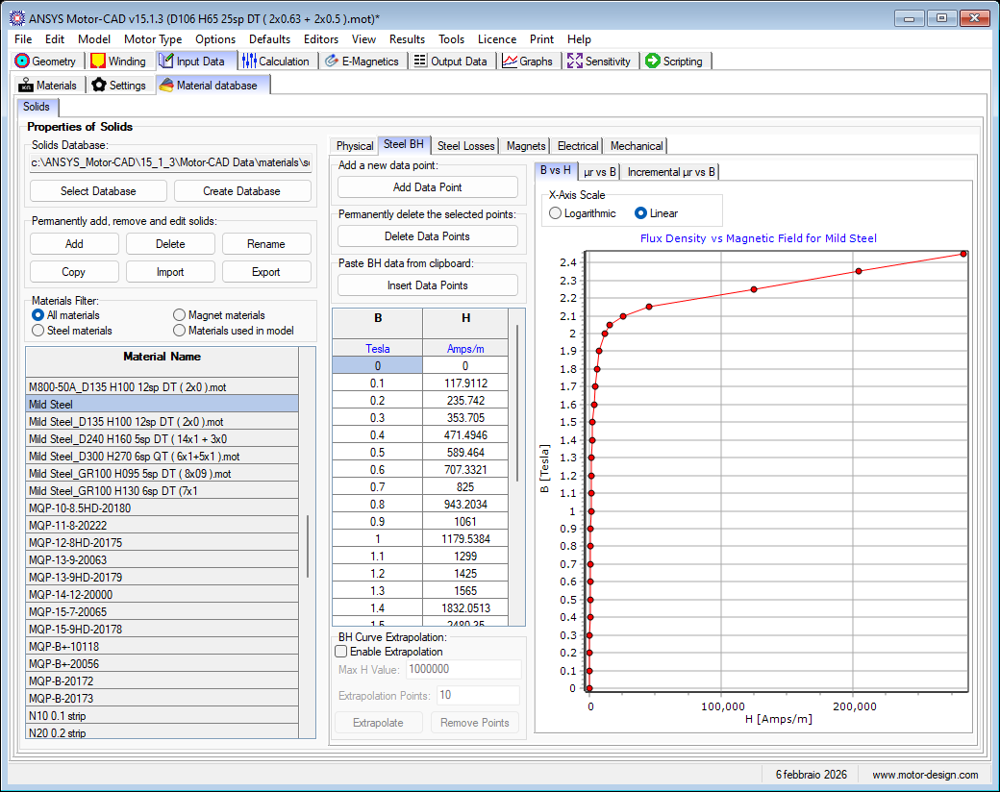 ANSYS Motor-CAD v15.1.3 (D106 H65 25sp DT ( 2x0.63 + 2x0.5 ).mot)*
File Edit Model Motor Type Options Defaults Editors View Results Tools Licence Print Help
Geometry Winding Input Data Calculation E-Magnetics Output Data Graphs Sensitivity Scripting
Materials Settings Material database
Solids
Properties of Solids
Solids Database:
c:\ANSYS_Motor-CAD\15_1_3\Motor-CAD Data\materials\s
Select Database Create Database
Permanently add, remove and edit solids:
Add Delete Rename
Copy Import Export
Materials Filter:
All materials Magnet materials
Steel materials Materials used in model
Material Name
M800-50A_D135 H100 12sp DT ( 2x0 ).mot
Mild Steel
Mild Steel_D135 H100 12sp DT ( 2x0 ).mot
Mild Steel_D240 H160 5sp DT ( 14x1 + 3x0
Mild Steel_D300 H270 6sp QT ( 6x1+5x1 ).mot
Mild Steel_GR100 H095 5sp DT ( 8x09 ).mot
Mild Steel_GR100 H130 6sp DT (7x1
MQP-10-8.5HD-20180
MQP-11-8-20222
MQP-12-8HD-20175
MQP-13-9-20063
MQP-13-9HD-20179
MQP-14-12-20000
MQP-15-7-20065
MQP-15-9HD-20178
MQP-B+-10118
MQP-B+-20056
MQP-B-20172
MQP-B-20173
N10 0.1 strip
N20 0.2 strip
Physical Steel BH Steel Losses Magnets Electrical Mechanical
Add a new data point:
Add Data Point
Permanently delete the selected points:
Delete Data Points
Paste BH data from clipboard:
Insert Data Points
B H
Tesla Amps/m
0 0
0.1 117.9112
0.2 235.742
0.3 353.705
0.4 471.4946
0.5 589.464
0.6 707.3321
0.7 825
0.8 943.2034
0.9 1061
1 1179.5384
1.1 1299
1.2 1425
1.3 1565
1.4 1832.0513
1.5 2480.35
BH Curve Extrapolation:
Enable Extrapolation
Max H Value: 1000000
Extrapolation Points: 10
Extrapolate Remove Points
B vs H µr vs B Incremental µr vs B
X-Axis Scale
Logarithmic Linear
Flux Density vs Magnetic Field for Mild Steel
B [Tesla]
2.4
2.3
2.2
2.1
2
1.9
1.8
1.7
1.6
1.5
1.4
1.3
1.2
1.1
1
0.9
0.8
0.7
0.6
0.5
0.4
0.3
0.2
0.1
0
0 100,000 200,000
H [Amps/m]
6 febbraio 2026 www.motor-design.com